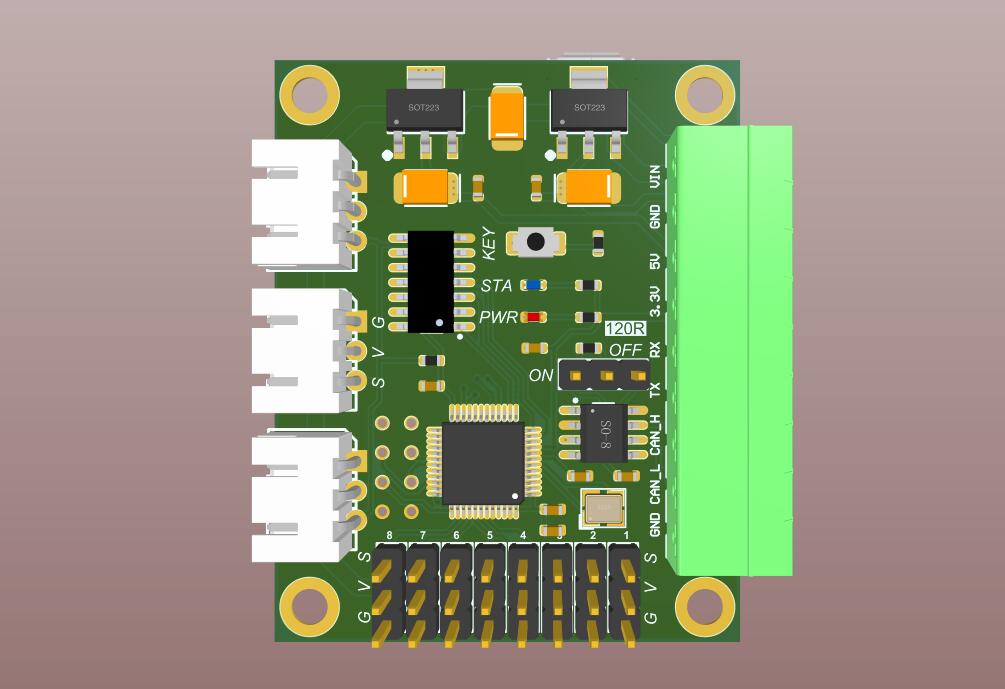 SOT223
SOT223
VIN
GND
KEY
5V
STA
3.3V
PWR
G
120R
V
OFF
RX
S
ON
TX
CAN_H
SO-8
CAN_L
GND
8 7 6 5 4 3 2 1
S
S
V
V
G
G